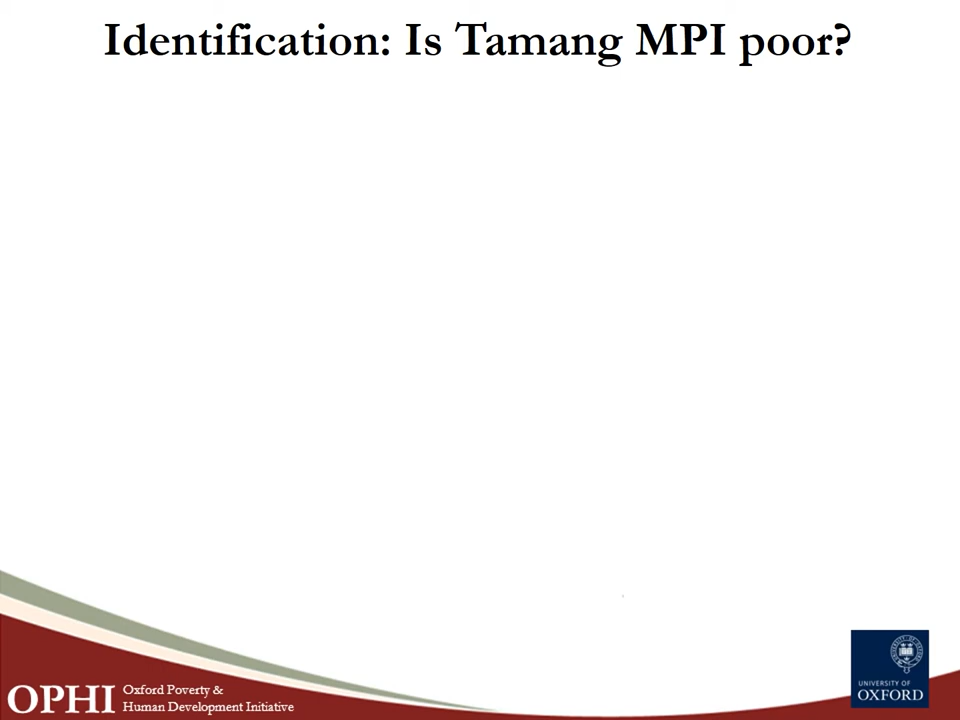 Identification: Is Tamang MPI poor?
OPHI
Oxford Poverty &
Human Development Initiative
UNIVERSITY OF
OXFORD